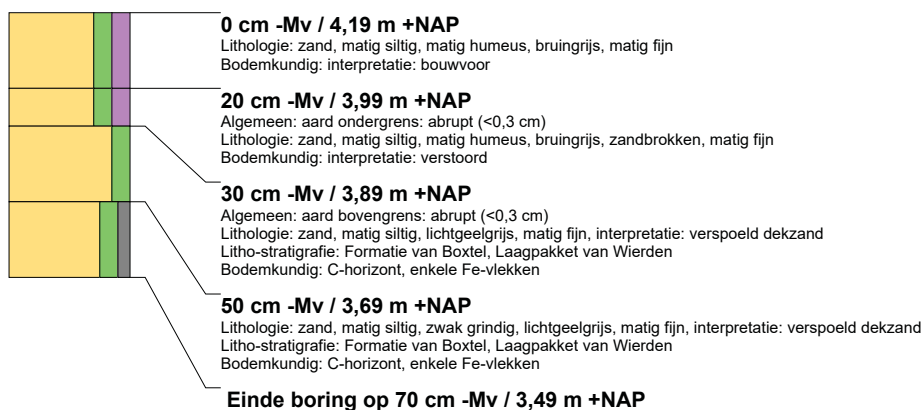 0 cm -Mv / 4,19 m +NAP
Lithologie: zand, matig siltig, matig humeus, bruingrijs, matig fijn
Bodemkundig: interpretatie: bouwvoor
20 cm -Mv / 3,99 m +NAP
Algemeen: aard ondergrens: abrupt (<0,3 cm)
Lithologie: zand, matig siltig, matig humeus, bruingrijs, zandbrokken, matig fijn
Bodemkundig: interpretatie: verstoord
30 cm -Mv / 3,89 m +NAP
Algemeen: aard bovengrens: abrupt (<0,3 cm)
Lithologie: zand, matig siltig, lichtgeelgrijs, matig fijn, interpretatie: verspoeld dekzand
Litho-stratigrafie: Formatie van Boxtel, Laagpakket van Wierden
Bodemkundig: C-horizont, enkele Fe-vlekken
50 cm -Mv / 3,69 m +NAP
Lithologie: zand, matig siltig, zwak grindig, lichtgeelgrijs, matig fijn, interpretatie: verspoeld dekzand
Litho-stratigrafie: Formatie van Boxtel, Laagpakket van Wierden
Bodemkundig: C-horizont, enkele Fe-vlekken
Einde boring op 70 cm -Mv / 3,49 m +NAP